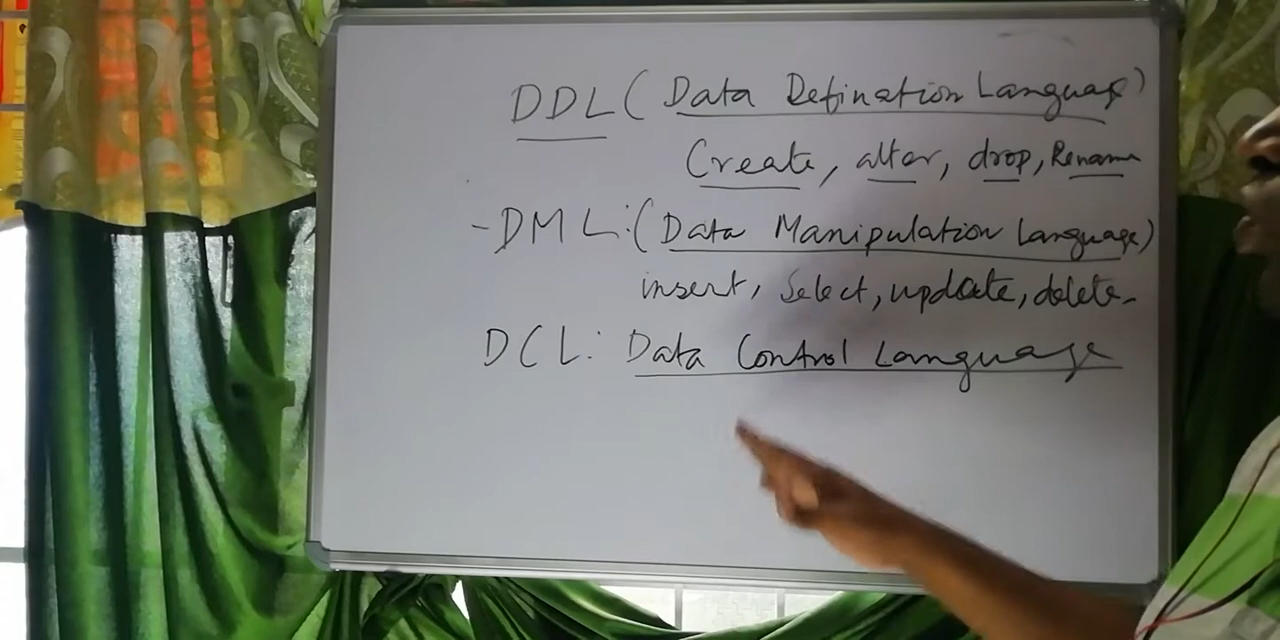 DDL (Data Defination Language)
Create, alter, drop, Rename
- DML: (Data Manipulation Language)
insert, Select, update, delete.
DCL: Data Control Language